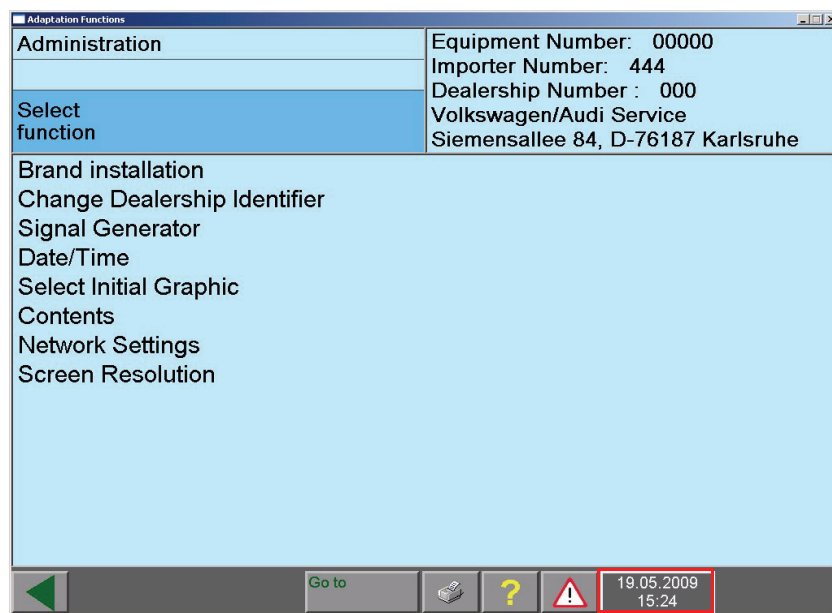 Adaptation Functions
Administration
Select
function
Equipment Number: 00000
Importer Number: 444
Dealership Number : 000
Volkswagen/Audi Service
Siemensallee 84, D-76187 Karlsruhe
Brand installation
Change Dealership Identifier
Signal Generator
Date/Time
Select Initial Graphic
Contents
Network Settings
Screen Resolution
Go to
?
!
19.05.2009
15:24